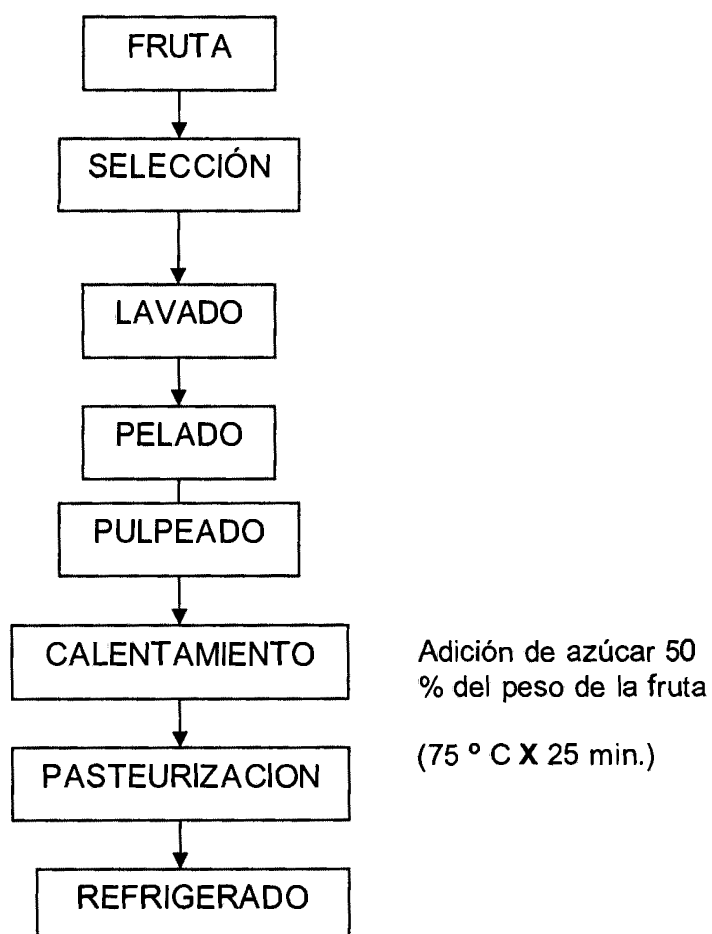 FRUTA
SELECCIÓN
LAVADO
PELADO
PULPEADO
CALENTAMIENTO
Adición de azúcar 50
% del peso de la fruta
PASTEURIZACION
(75 º C X 25 min.)
REFRIGERADO